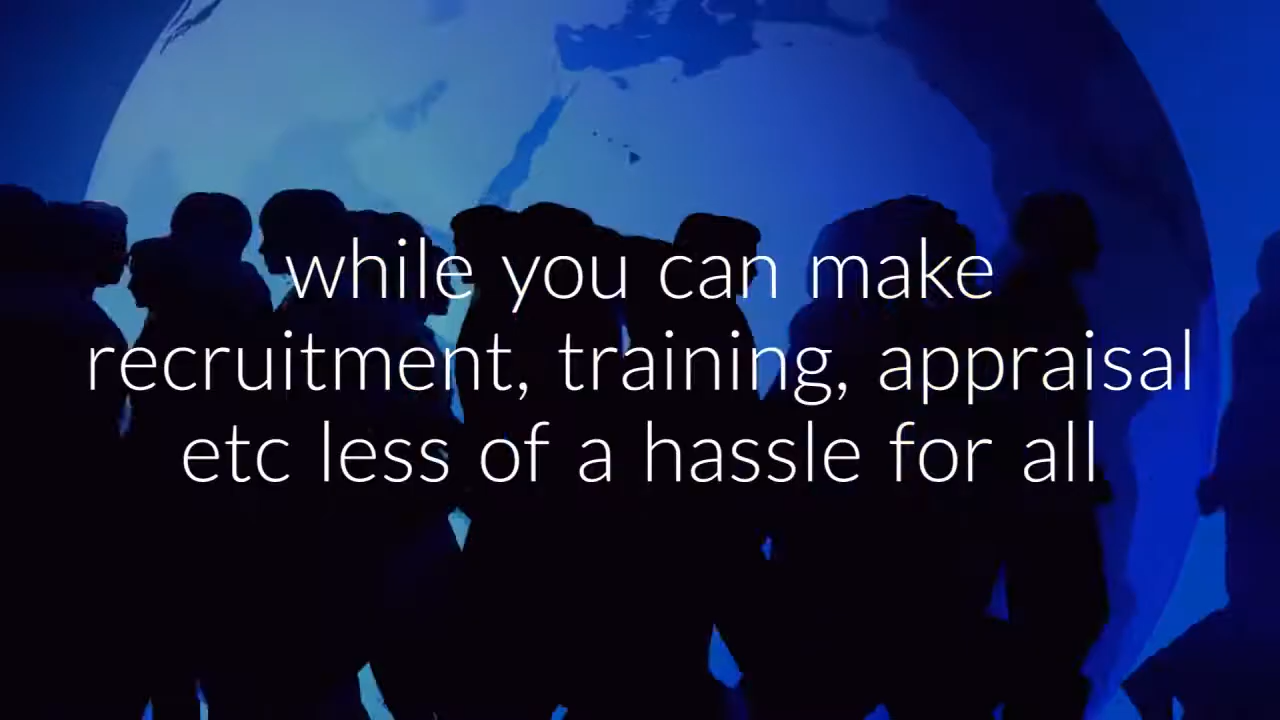 while you can make
recruitment, training, appraisal
etc less of a hassle for all